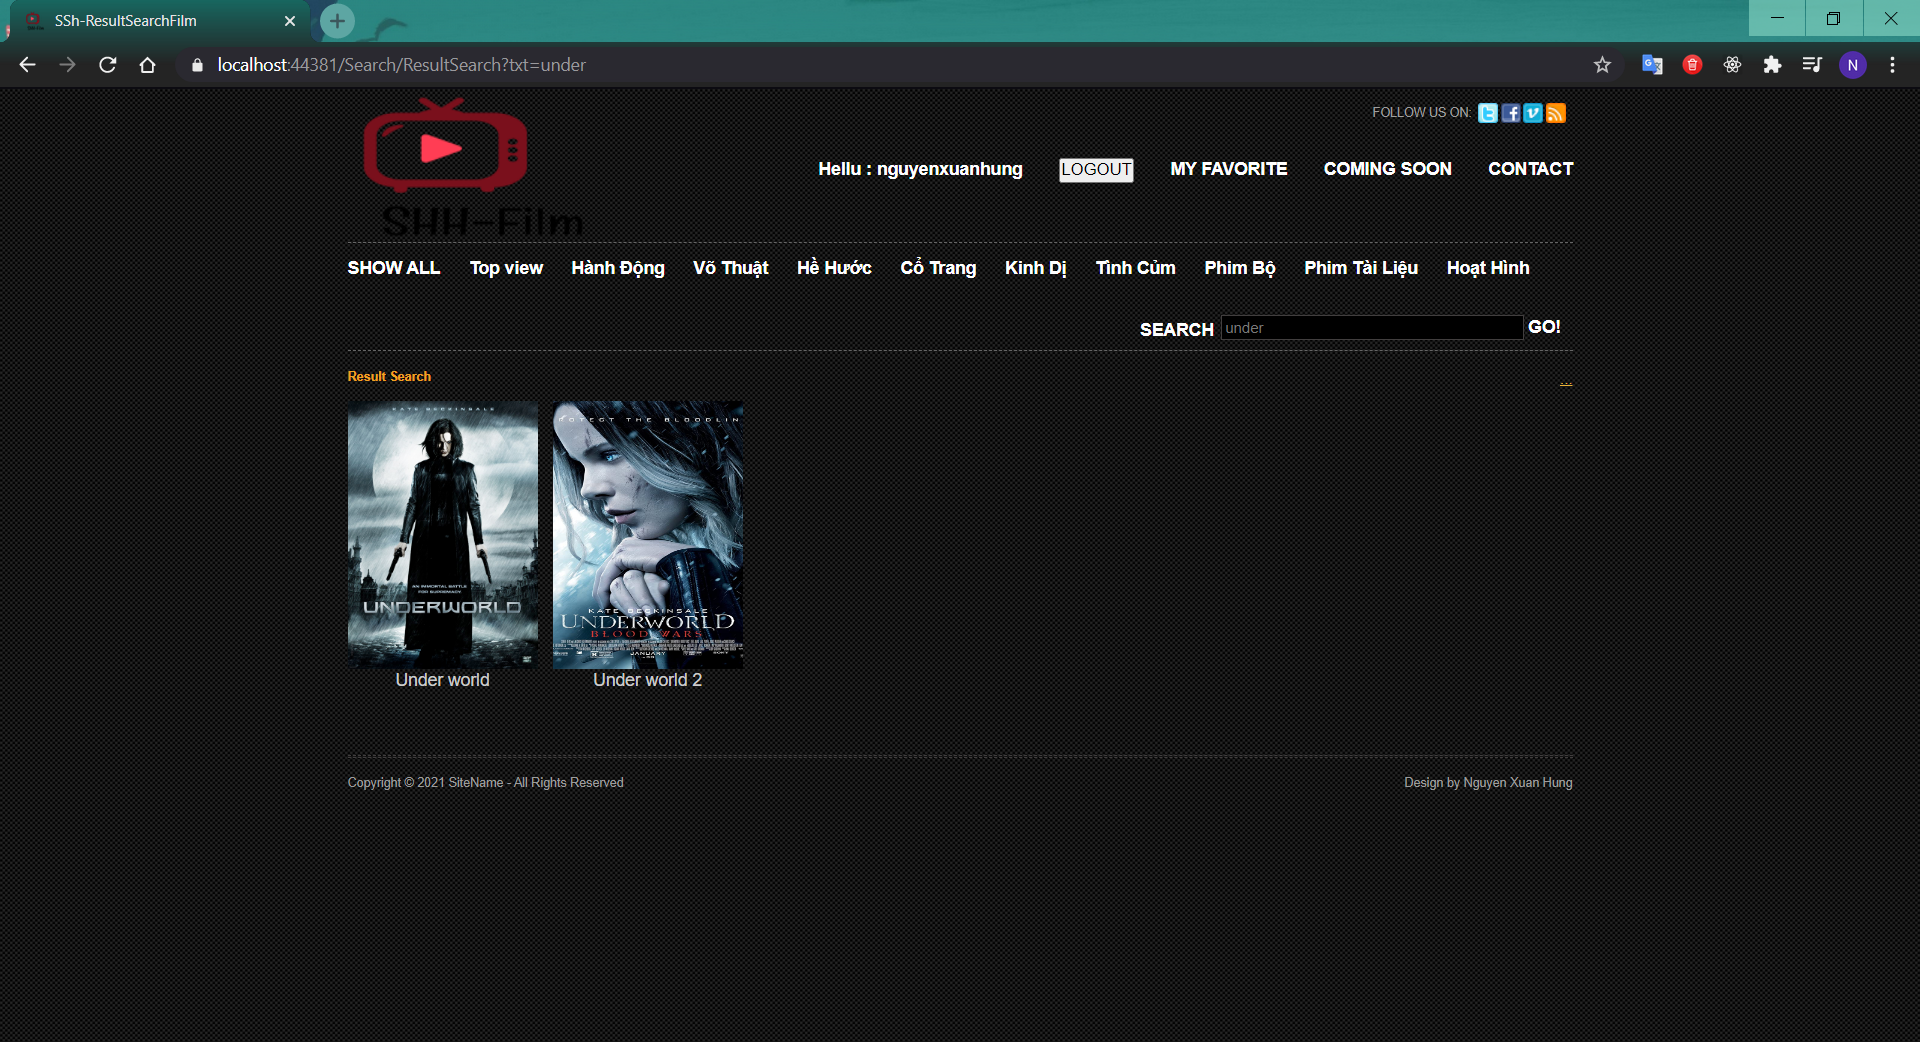 SSh-ResultSearchFilm
localhost:44381/Search/ResultSearch?txt=under
N
FOLLOW US ON:
SHH-Film
Hellu : nguyenxuanhung LOGOUT MY FAVORITE COMING SOON CONTACT
SHOW ALL Top view Hành Động Võ Thuật Hề Hước Cổ Trang Kinh Dị Tình Củm Phim Bộ Phim Tài Liệu Hoạt Hình
SEARCH under GO!
Result Search ...
KATE BECKINSALE
AN IMMORTAL BATTLE
FOR SUPREMACY.
UNDERWORLD
PROTECT THE BLOODLIN
KATE BECKINSALE
UNDERWORLD
BLOOD WARS
JANUARY
Under world
Under world 2
Copyright © 2021 SiteName - All Rights Reserved Design by Nguyen Xuan Hung